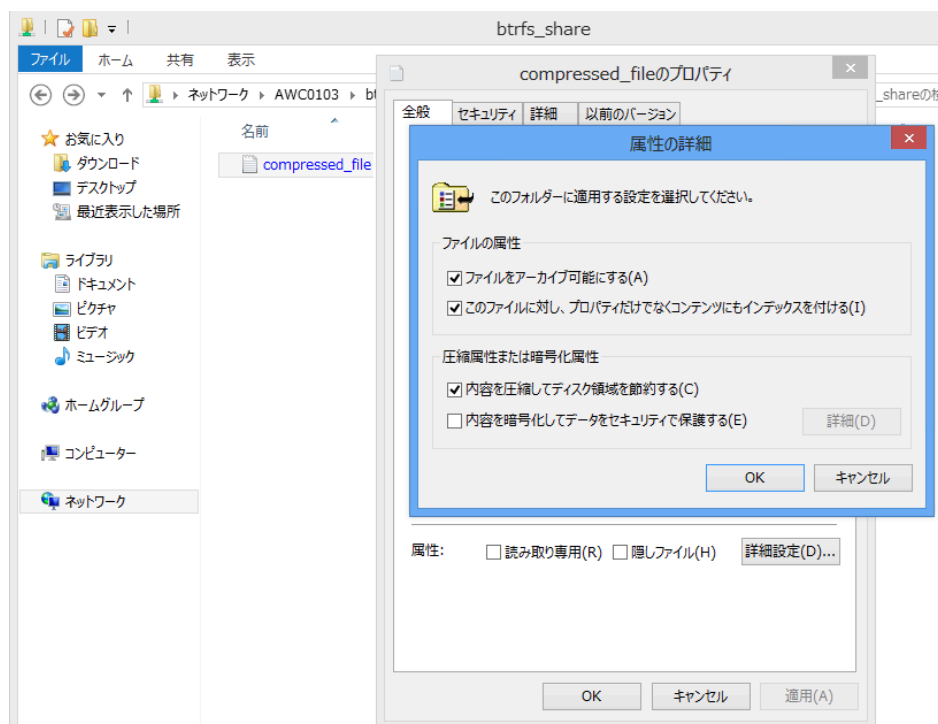 btrfs_share
ファイル ホーム 共有 表示
ネットワーク AWC0103
_shareの検
お気に入り
ダウンロード
デスクトップ
最近表示した場所
ライブラリ
ドキュメント
ピクチャ
ビデオ
ミュージック
ホームグループ
コンピューター
ネットワーク
名前
compressed_file
compressed_fileのプロパティ
全般 セキュリティ 詳細 以前のバージョン
属性の詳細
このフォルダーに適用する設定を選択してください。
ファイルの属性
ファイルをアーカイブ可能にする(A)
このファイルに対し、プロパティだけでなくコンテンツにもインデックスを付ける(I)
圧縮属性または暗号化属性
内容を圧縮してディスク領域を節約する(C)
内容を暗号化してデータをセキュリティで保護する(E) 詳細(D)
OK キャンセル
属性: 読み取り専用(R) 隠しファイル(H) 詳細設定(D)...
OK キャンセル 適用(A)